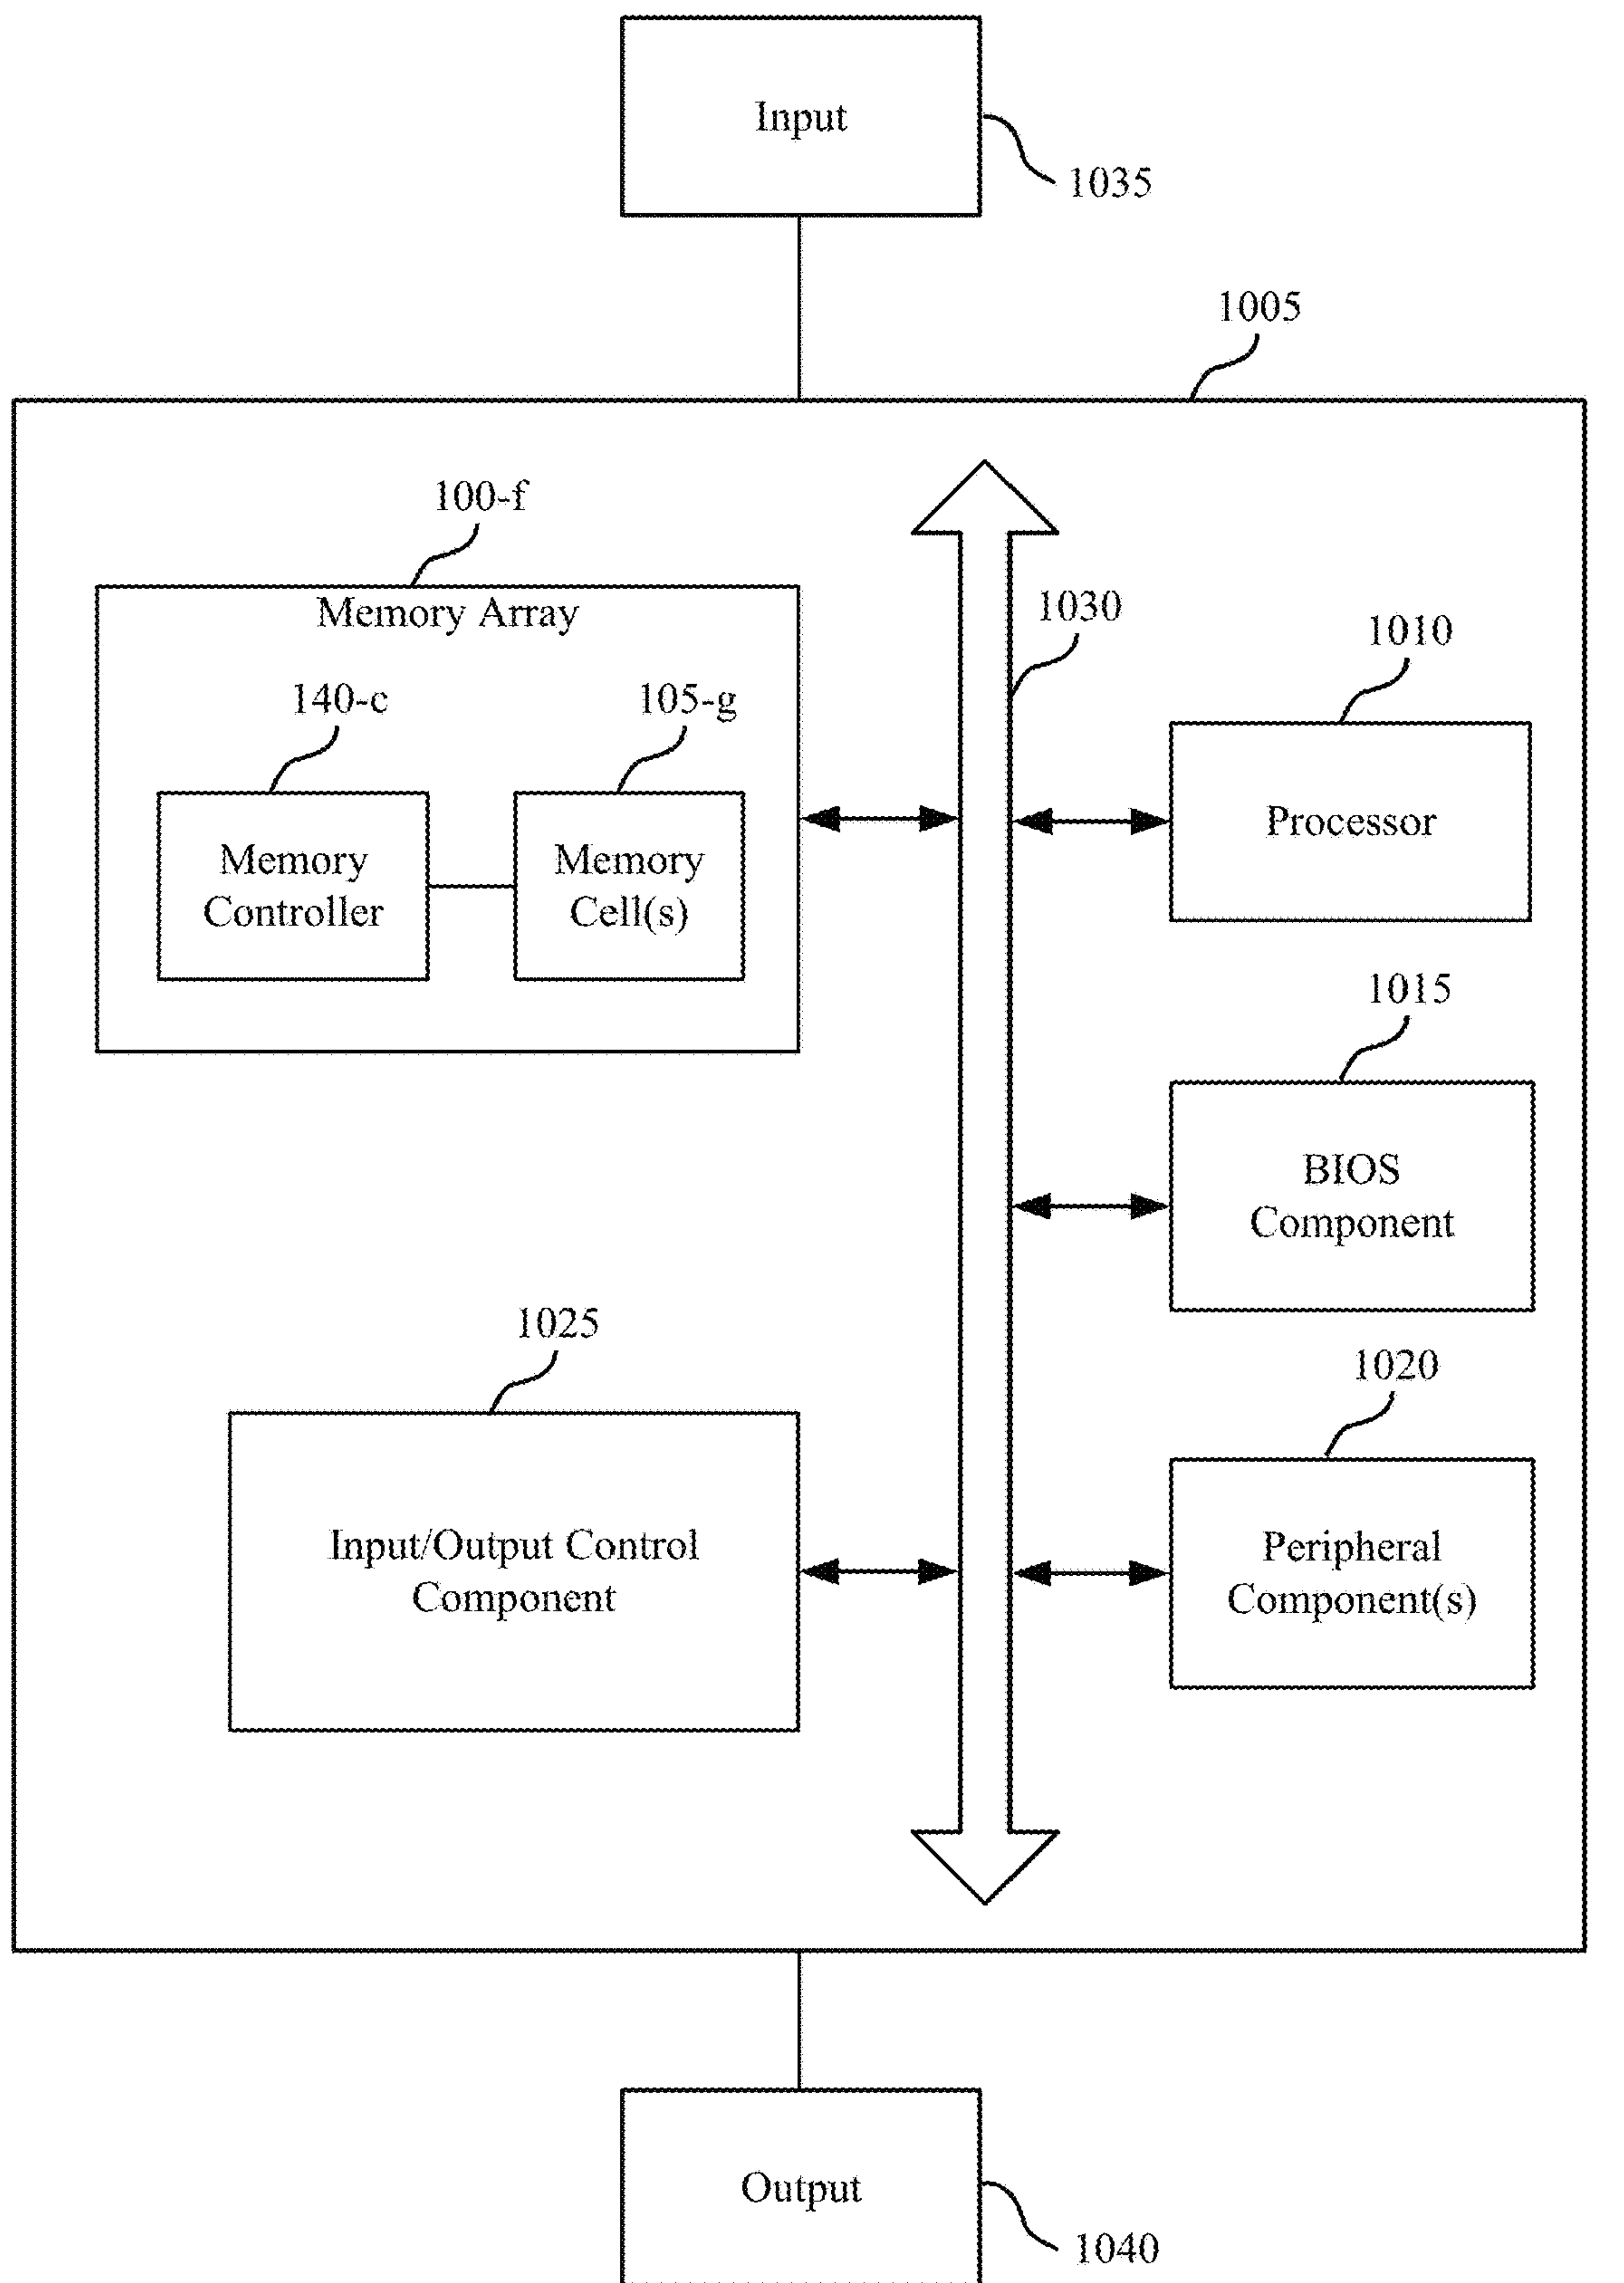 Input
1035
1005
100-f
Memory Array
1030
1010
140-c
105-g
Memory
Controller
Memory
Cell(s)
Processor
1015
BIOS
Component
1025
1020
Input/Output Control
Component
Peripheral
Component(s)
Output
1040